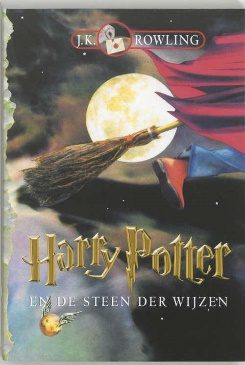 J.K. ROWLING
Harry Potter
EN DE STEEN DER WIJZEN